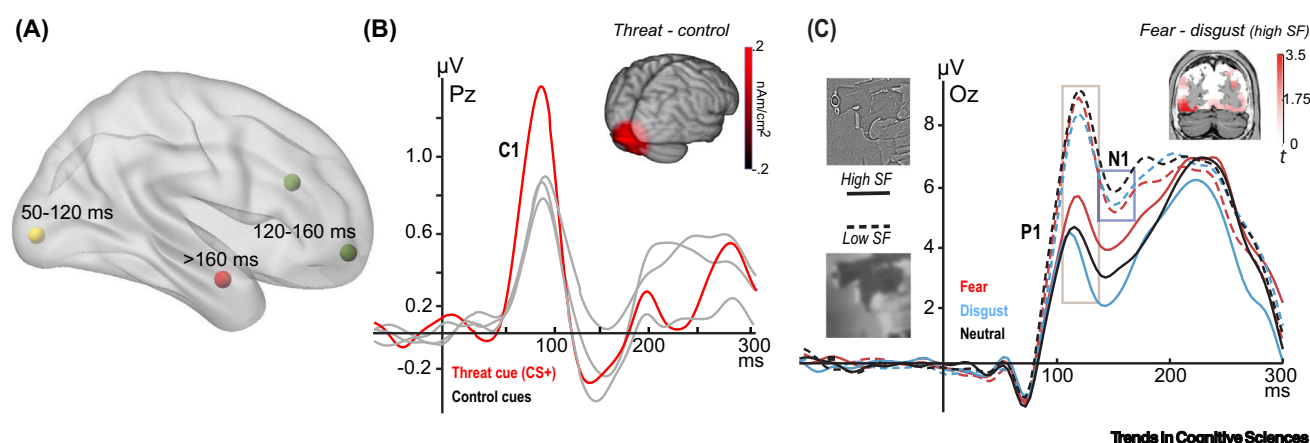 (A)
50-120 ms
120-160 ms
>160 ms
(B)
Threat - control
µV
Pz
.2
nAm/cm²
-.2
C1
1.0
0.6
0.2
-0.2
100
200
300
ms
Threat cue (CS+)
Control cues
(C)
Fear - disgust (high SF)
µV
Oz
3.5
1.75
0
t
8
6
4
2
N1
P1
High SF
Low SF
Fear
Disgust
Neutral
100
200
300
ms
Trends in Cognitive Sciences